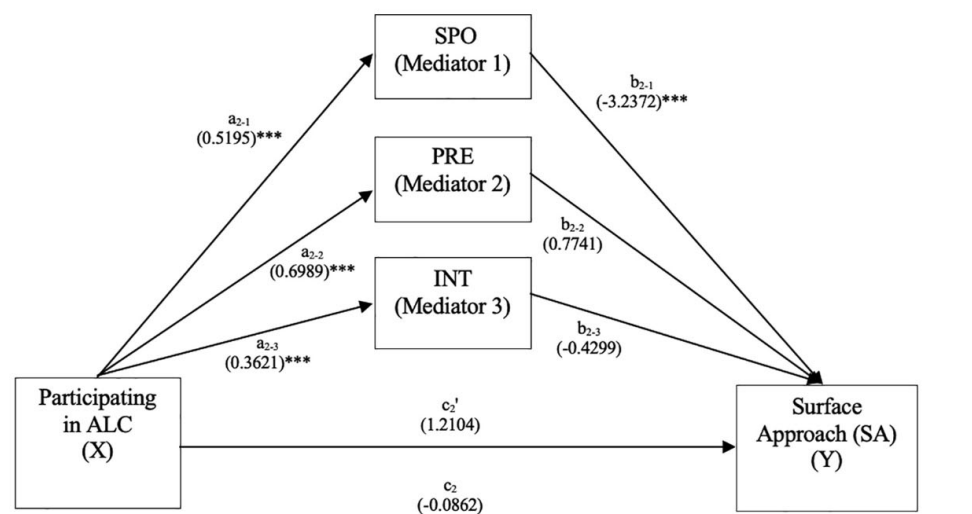 SPO
(Mediator 1)
b₂₋₁
(-3.2372)***
a₂₋₁
(0.5195)***
PRE
(Mediator 2)
b₂₋₂
(0.7741)
a₂₋₂
(0.6989)***
INT
(Mediator 3)
b₂₋₃
(-0.4299)
a₂₋₃
(0.3621)***
Participating
in ALC
(X)
c₂'
(1.2104)
Surface
Approach (SA)
(Y)
c₂
(-0.0862)